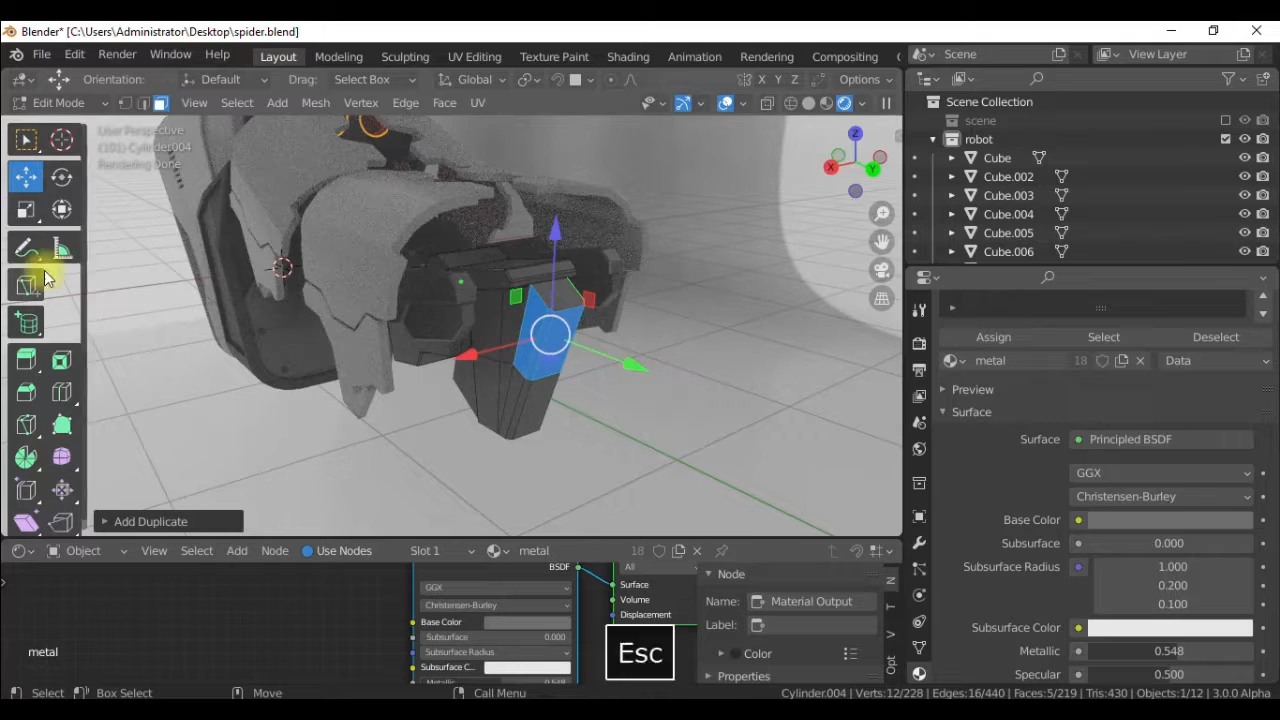 Blender* [C:\Users\Administrator\Desktop\spider.blend]
File Edit Render Window Help Layout Modeling Sculpting UV Editing Texture Paint Shading Animation Rendering Compositing Scene View Layer
Orientation: Default Drag: Select Box Global X Y Z Options
Edit Mode View Select Add Mesh Vertex Edge Face UV
User Perspective
(101) Cylinder.004
Rendering Done
Z
X
Y
Add Duplicate
Scene Collection
scene
robot
Cube
Cube.002
Cube.003
Cube.004
Cube.005
Cube.006
Assign Select Deselect
metal 18 Data
Preview
Surface
Surface Principled BSDF
GGX
Christensen-Burley
Base Color
Subsurface 0.000
Subsurface Radius 1.000
0.200
0.100
Subsurface Color
Metallic 0.548
Specular 0.500
Object View Select Add Node Use Nodes Slot 1 metal 18
BSDF
GGX
Christensen-Burley
Base Color
Subsurface 0.000
Subsurface Radius
Subsurface C...
Metallic 0.548
All
Surface
Volume
Displacement
Node
Name: Material Output
Label:
Color
Properties
N
T
V
Opt
metal
Esc
Select Box Select Move Call Menu Cylinder.004 | Verts:12/228 | Edges:16/440 | Faces:5/219 | Tris:430 | Objects:1/12 | 3.0.0 Alpha